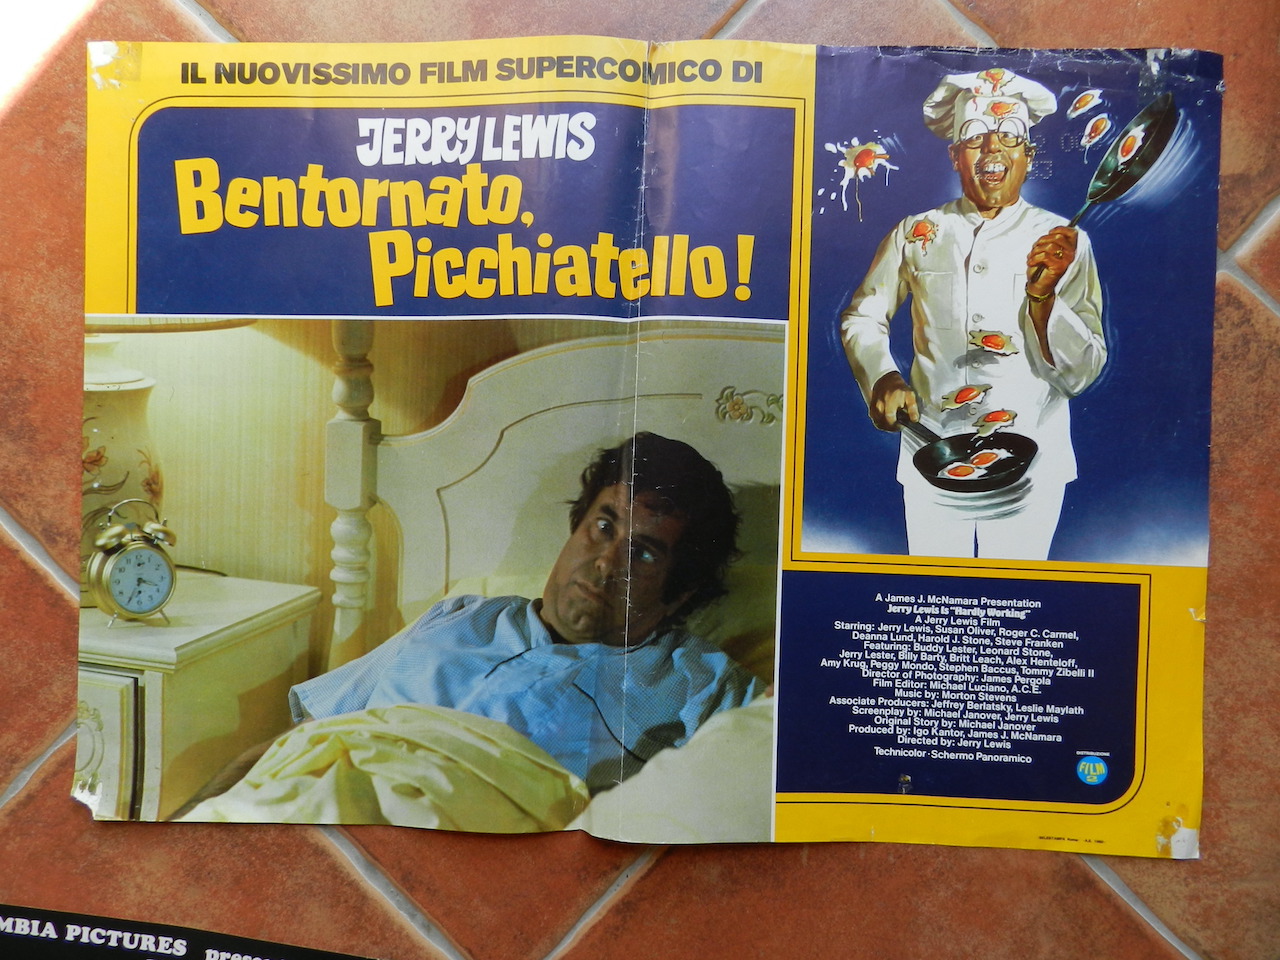 IL NUOVISSIMO FILM SUPERCOMICO DI
JERRY LEWIS
Bentornato,
Picchiatello!
A James J. McNamara Presentation
Jerry Lewis Is "Hardly Working"
A Jerry Lewis Film
Starring: Jerry Lewis, Susan Oliver, Roger C. Carmel,
Deanna Lund, Harold J. Stone, Steve Franken
Featuring: Buddy Lester, Leonard Stone,
Jerry Lester, Billy Barty, Britt Leach, Alex Henteloff,
Amy Krug, Peggy Mondo, Stephen Baccus, Tommy Zibelli II
Director of Photography: James Pergola
Film Editor: Michael Luciano, A.C.E.
Music by: Morton Stevens
Associate Producers: Jeffrey Berlatsky, Leslie Maylath
Screenplay by: Michael Janover, Jerry Lewis
Original Story by: Michael Janover
Produced by: Igo Kantor, James J. McNamara
Directed by: Jerry Lewis
Technicolor · Schermo Panoramico
DISTRIBUZIONE
FILM
2
MBIA PICTURES